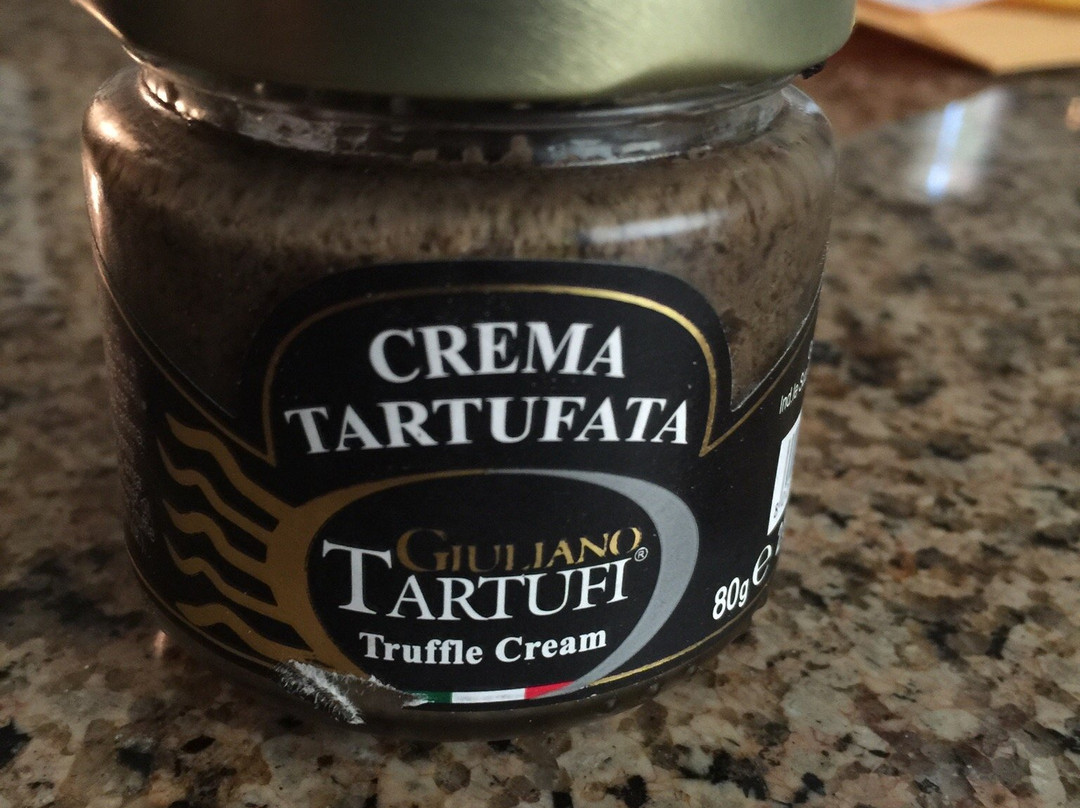 CREMA
TARTUFATA
GIULIANO
TARTUFI®
Truffle Cream
80g e